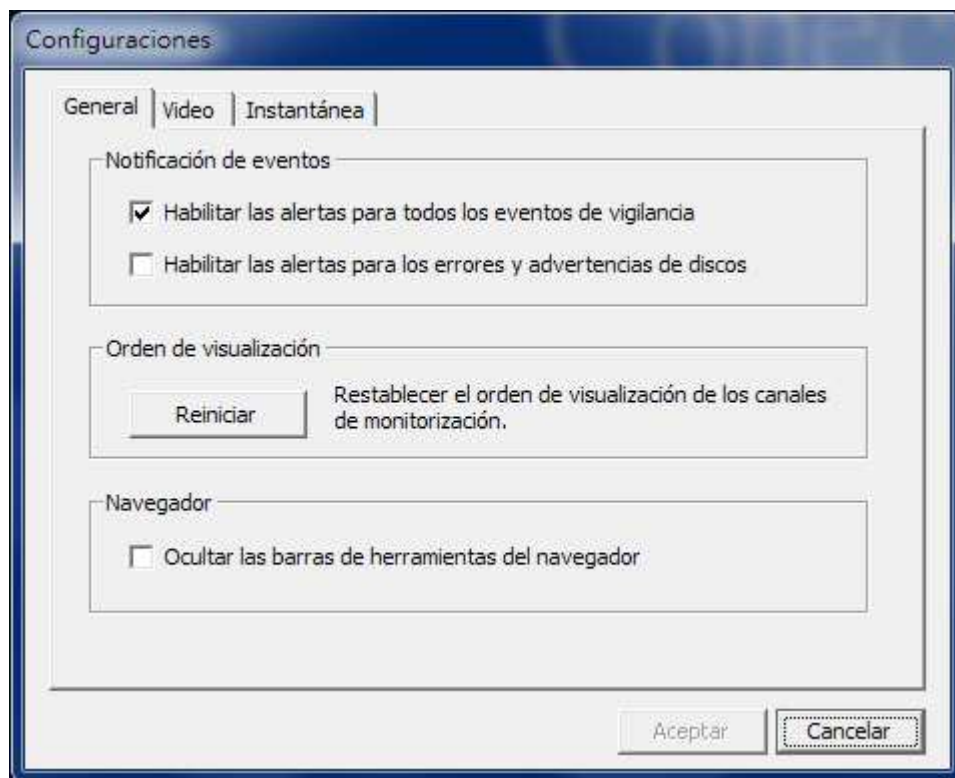 Configuraciones
General Video Instantánea
Notificación de eventos
Habilitar las alertas para todos los eventos de vigilancia
Habilitar las alertas para los errores y advertencias de discos
Orden de visualización
Reiniciar
Restablecer el orden de visualización de los canales
de monitorización.
Navegador
Ocultar las barras de herramientas del navegador
Aceptar Cancelar